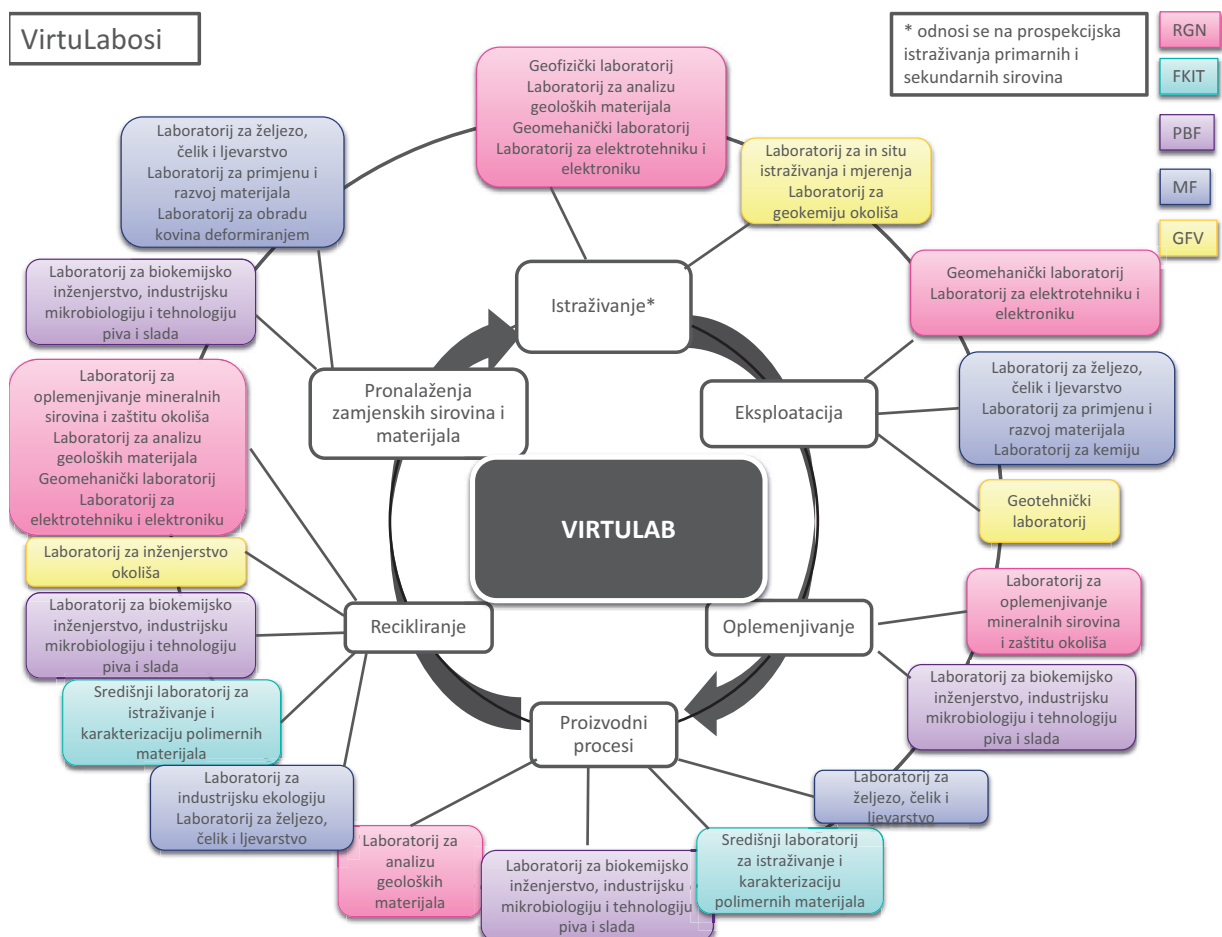 VirtuLabosi
* odnosi se na prospekcijska
istraživanja primarnih i
sekundarnih sirovina
RGN
FKIT
PBF
MF
GFV
Geofizički laboratorij
Laboratorij za analizu
geoloških materijala
Geomehanički laboratorij
Laboratorij za elektrotehniku i
elektroniku
Laboratorij za in situ
istraživanja i mjerenja
Laboratorij za
geokemiju okoliša
Laboratorij za željezo,
čelik i ljevarstvo
Laboratorij za primjenu i
razvoj materijala
Laboratorij za obradu
kovina deformiranjem
Laboratorij za biokemijsko
inženjerstvo, industrijsku
mikrobiologiju i tehnologiju
piva i slada
Istraživanje*
Geomehanički laboratorij
Laboratorij za elektrotehniku i
elektroniku
Laboratorij za
oplemenjivanje mineralnih
sirovina i zaštitu okoliša
Laboratorij za analizu
geoloških materijala
Geomehanički laboratorij
Laboratorij za
elektrotehniku i elektroniku
Pronalaženja
zamjenskih sirovina i
materijala
Eksploatacija
Laboratorij za željezo,
čelik i ljevarstvo
Laboratorij za primjenu i
razvoj materijala
Laboratorij za kemiju
Geotehnički
laboratorij
VIRTULAB
Laboratorij za inženjerstvo
okoliša
Laboratorij za biokemijsko
inženjerstvo, industrijsku
mikrobiologiju i tehnologiju
piva i slada
Recikliranje
Oplemenjivanje
Laboratorij za
oplemenjivanje
mineralnih sirovina
i zaštitu okoliša
Laboratorij za biokemijsko
inženjerstvo, industrijsku
mikrobiologiju i tehnologiju
piva i slada
Središnji laboratorij za
istraživanje i
karakterizaciju polimernih
materijala
Proizvodni
procesi
Laboratorij za
industrijsku ekologiju
Laboratorij za željezo,
čelik i ljevarstvo
Laboratorij za
željezo, čelik i
ljevarstvo
Laboratorij za
analizu
geoloških
materijala
Laboratorij za biokemijsko
inženjerstvo, industrijsku
mikrobiologiju i tehnologiju
piva i slada
Središnji laboratorij
za istraživanje i
karakterizaciju
polimernih materijala